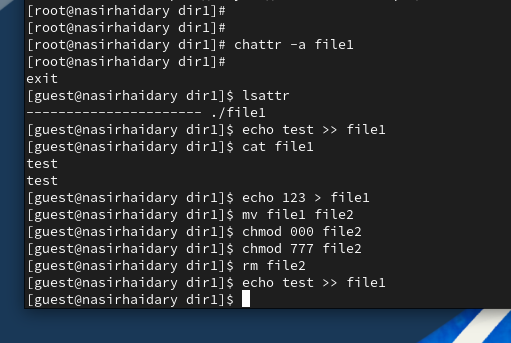 [root@nasirhaidary dir1]#
[root@nasirhaidary dir1]#
[root@nasirhaidary dir1]# chattr -a file1
[root@nasirhaidary dir1]#
exit
[guest@nasirhaidary dir1]$ lsattr
---------------------- ./file1
[guest@nasirhaidary dir1]$ echo test >> file1
[guest@nasirhaidary dir1]$ cat file1
test
test
[guest@nasirhaidary dir1]$ echo 123 > file1
[guest@nasirhaidary dir1]$ mv file1 file2
[guest@nasirhaidary dir1]$ chmod 000 file2
[guest@nasirhaidary dir1]$ chmod 777 file2
[guest@nasirhaidary dir1]$ rm file2
[guest@nasirhaidary dir1]$ echo test >> file1
[guest@nasirhaidary dir1]$